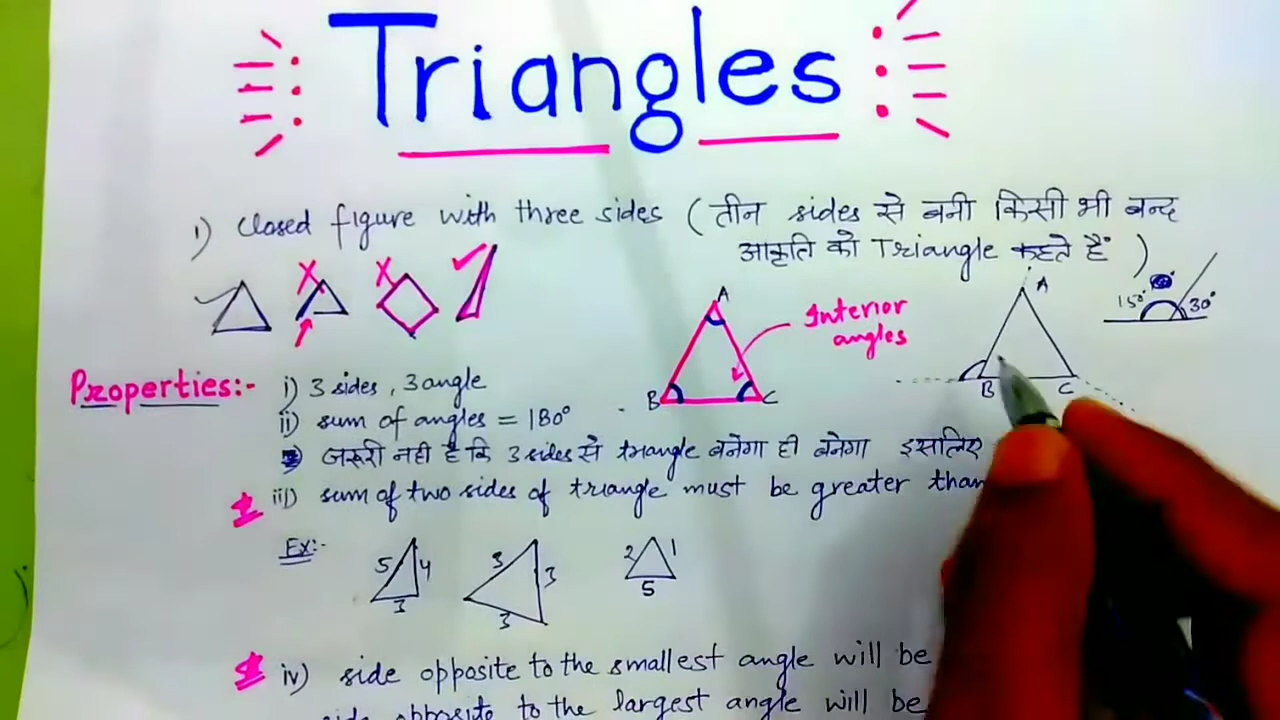 Triangles
i) Closed figure with three sides ( तीन sides से बनी किसी भी बन्द
आकृति को Triangle कहते हैं )
A
B
C
Interior
angles
A
B
C
150°
30°
Properties:-
i) 3 sides, 3 angle
ii) sum of angles = 180°
जरूरी नही है कि 3 sides से triangle बनेगा ही बनेगा इसलिए
iii) sum of two sides of triangle must be greater than
Ex:-
5 4 3
3 3 3
2 1 5
iv) side opposite to the smallest angle will be
side opposite to the largest angle will be